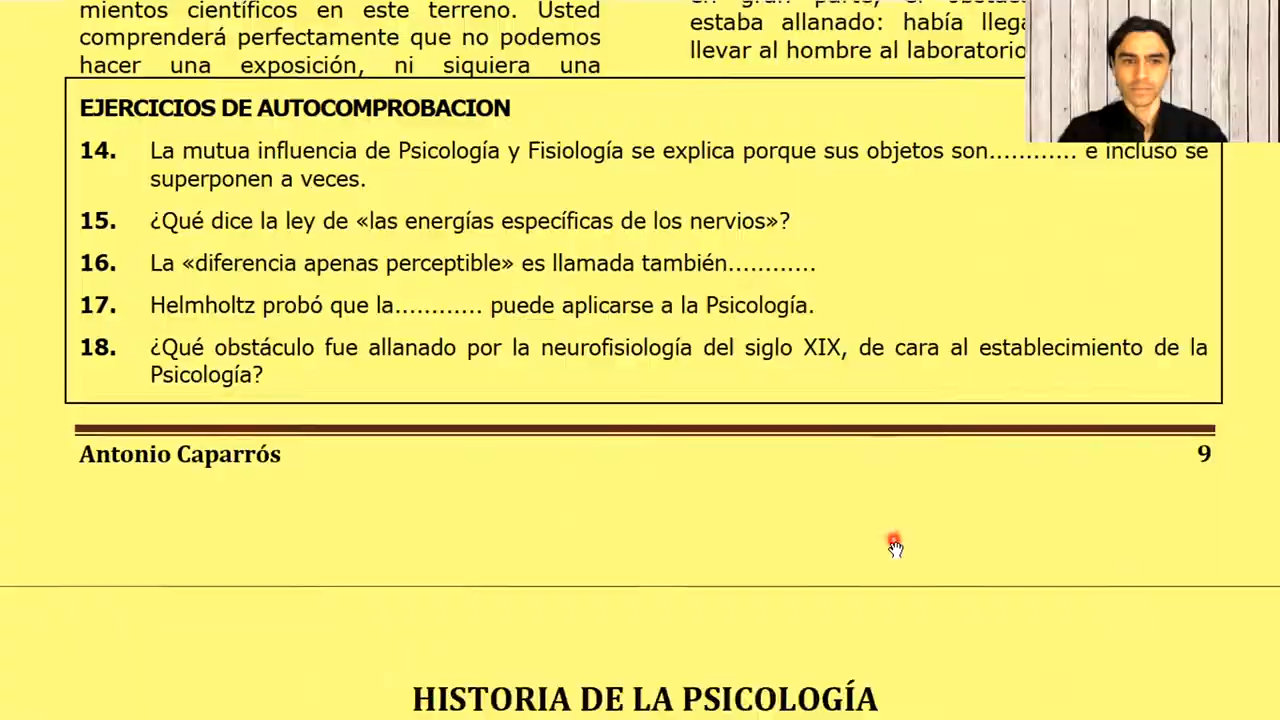 mientos científicos en este terreno. Usted
comprenderá perfectamente que no podemos
hacer una exposición, ni siquiera una
estaba allanado: había llega
llevar al hombre al laboratorio
EJERCICIOS DE AUTOCOMPROBACION
14. La mutua influencia de Psicología y Fisiología se explica porque sus objetos son............ e incluso se
superponen a veces.
15. ¿Qué dice la ley de «las energías específicas de los nervios»?
16. La «diferencia apenas perceptible» es llamada también............
17. Helmholtz probó que la............ puede aplicarse a la Psicología.
18. ¿Qué obstáculo fue allanado por la neurofisiología del siglo XIX, de cara al establecimiento de la
Psicología?
Antonio Caparrós 9
HISTORIA DE LA PSICOLOGÍA